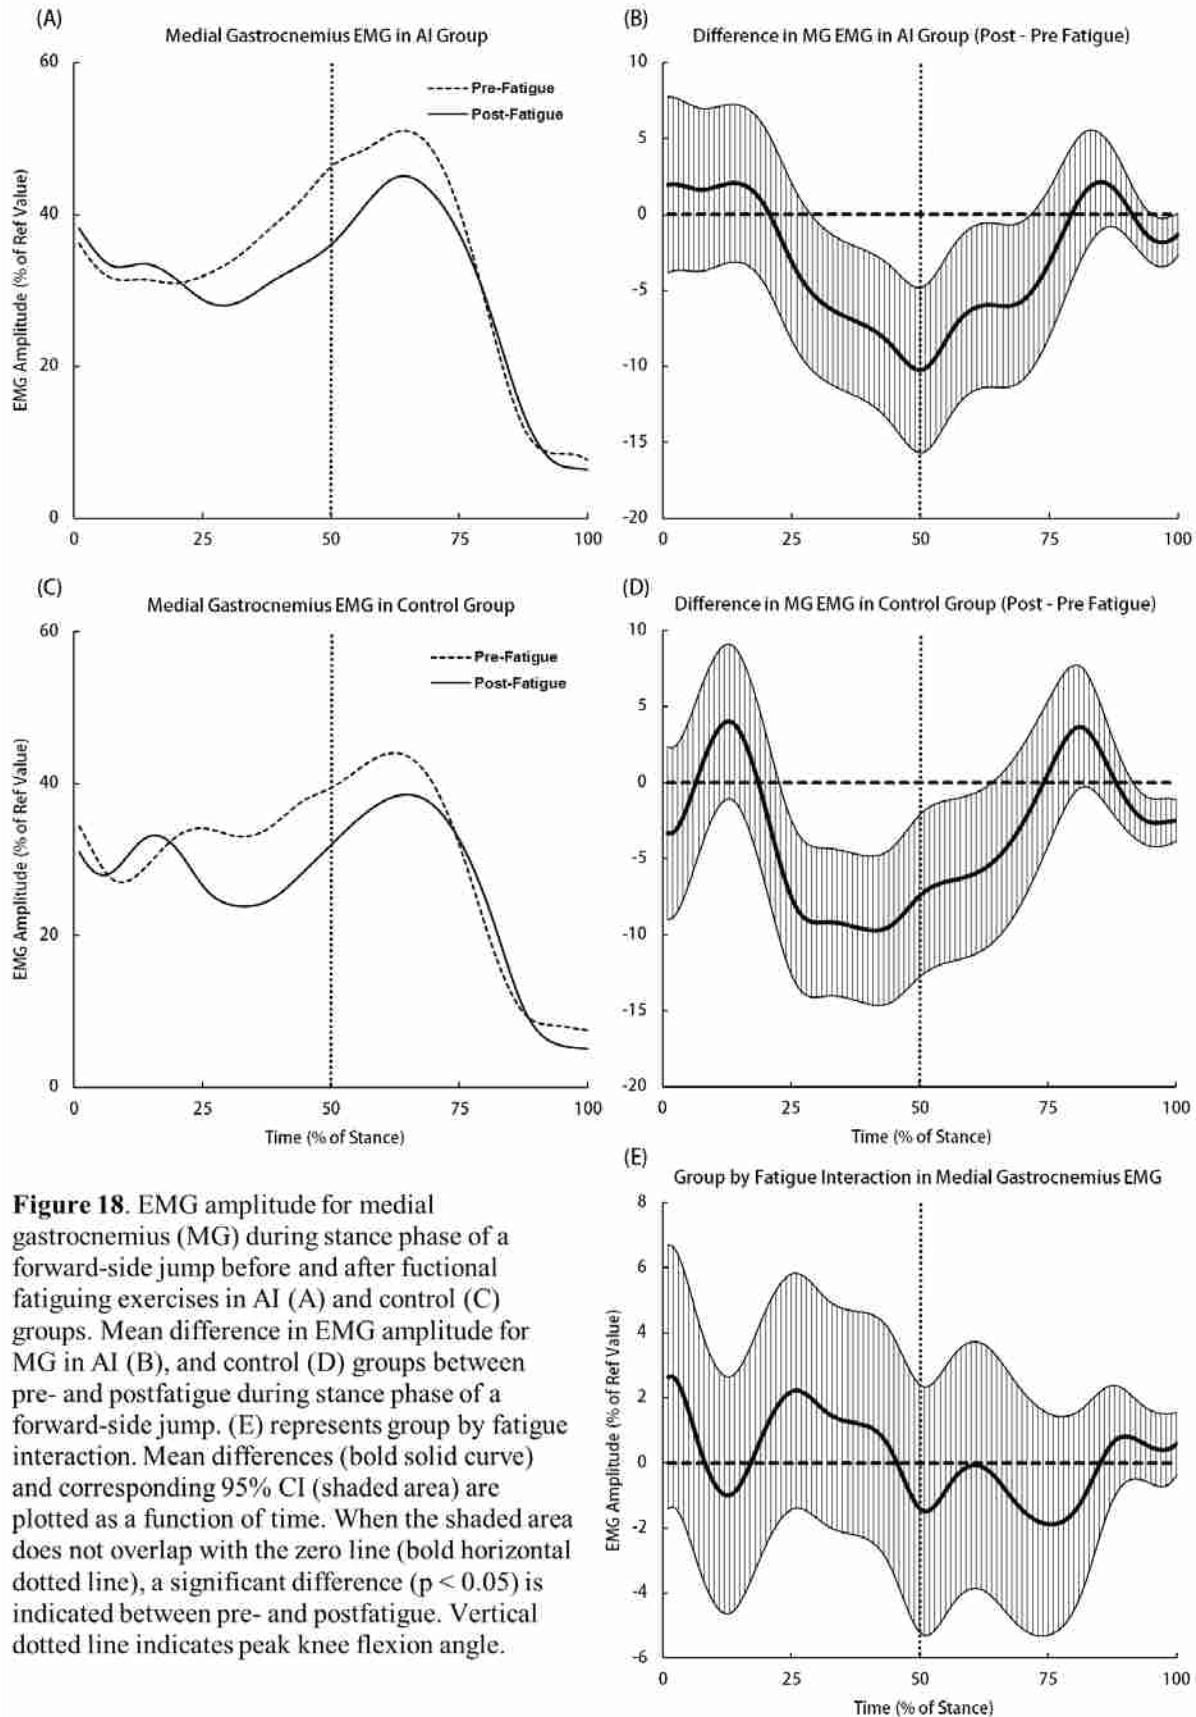 (A)
Medial Gastrocnemius EMG in AI Group
60
40
20
0
EMG Amplitude (% of Ref Value)
Pre-Fatigue
Post-Fatigue
0 25 50 75 100
(B)
Difference in MG EMG in AI Group (Post - Pre Fatigue)
10
5
0
-5
-10
-15
-20
0 25 50 75 100
(C)
Medial Gastrocnemius EMG in Control Group
60
40
20
0
EMG Amplitude (% of Ref Value)
Pre-Fatigue
Post-Fatigue
0 25 50 75 100
Time (% of Stance)
(D)
Difference in MG EMG in Control Group (Post - Pre Fatigue)
10
5
0
-5
-10
-15
-20
0 25 50 75 100
Time (% of Stance)
(E)
Group by Fatigue Interaction in Medial Gastrocnemius EMG
8
6
4
2
0
-2
-4
-6
EMG Amplitude (% of Ref Value)
0 25 50 75 100
Time (% of Stance)
Figure 18. EMG amplitude for medial
gastrocnemius (MG) during stance phase of a
forward-side jump before and after fuctional
fatiguing exercises in AI (A) and control (C)
groups. Mean difference in EMG amplitude for
MG in AI (B), and control (D) groups between
pre- and postfatigue during stance phase of a
forward-side jump. (E) represents group by fatigue
interaction. Mean differences (bold solid curve)
and corresponding 95% CI (shaded area) are
plotted as a function of time. When the shaded area
does not overlap with the zero line (bold horizontal
dotted line), a significant difference (p < 0.05) is
indicated between pre- and postfatigue. Vertical
dotted line indicates peak knee flexion angle.